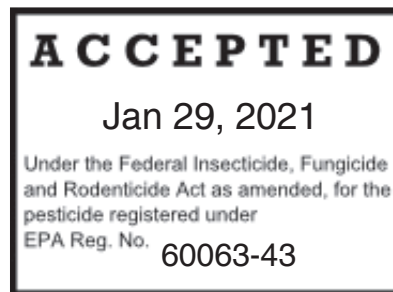 ACCEPTED
Jan 29, 2021
Under the Federal Insecticide, Fungicide
and Rodenticide Act as amended, for the
pesticide registered under
EPA Reg. No. 60063-43